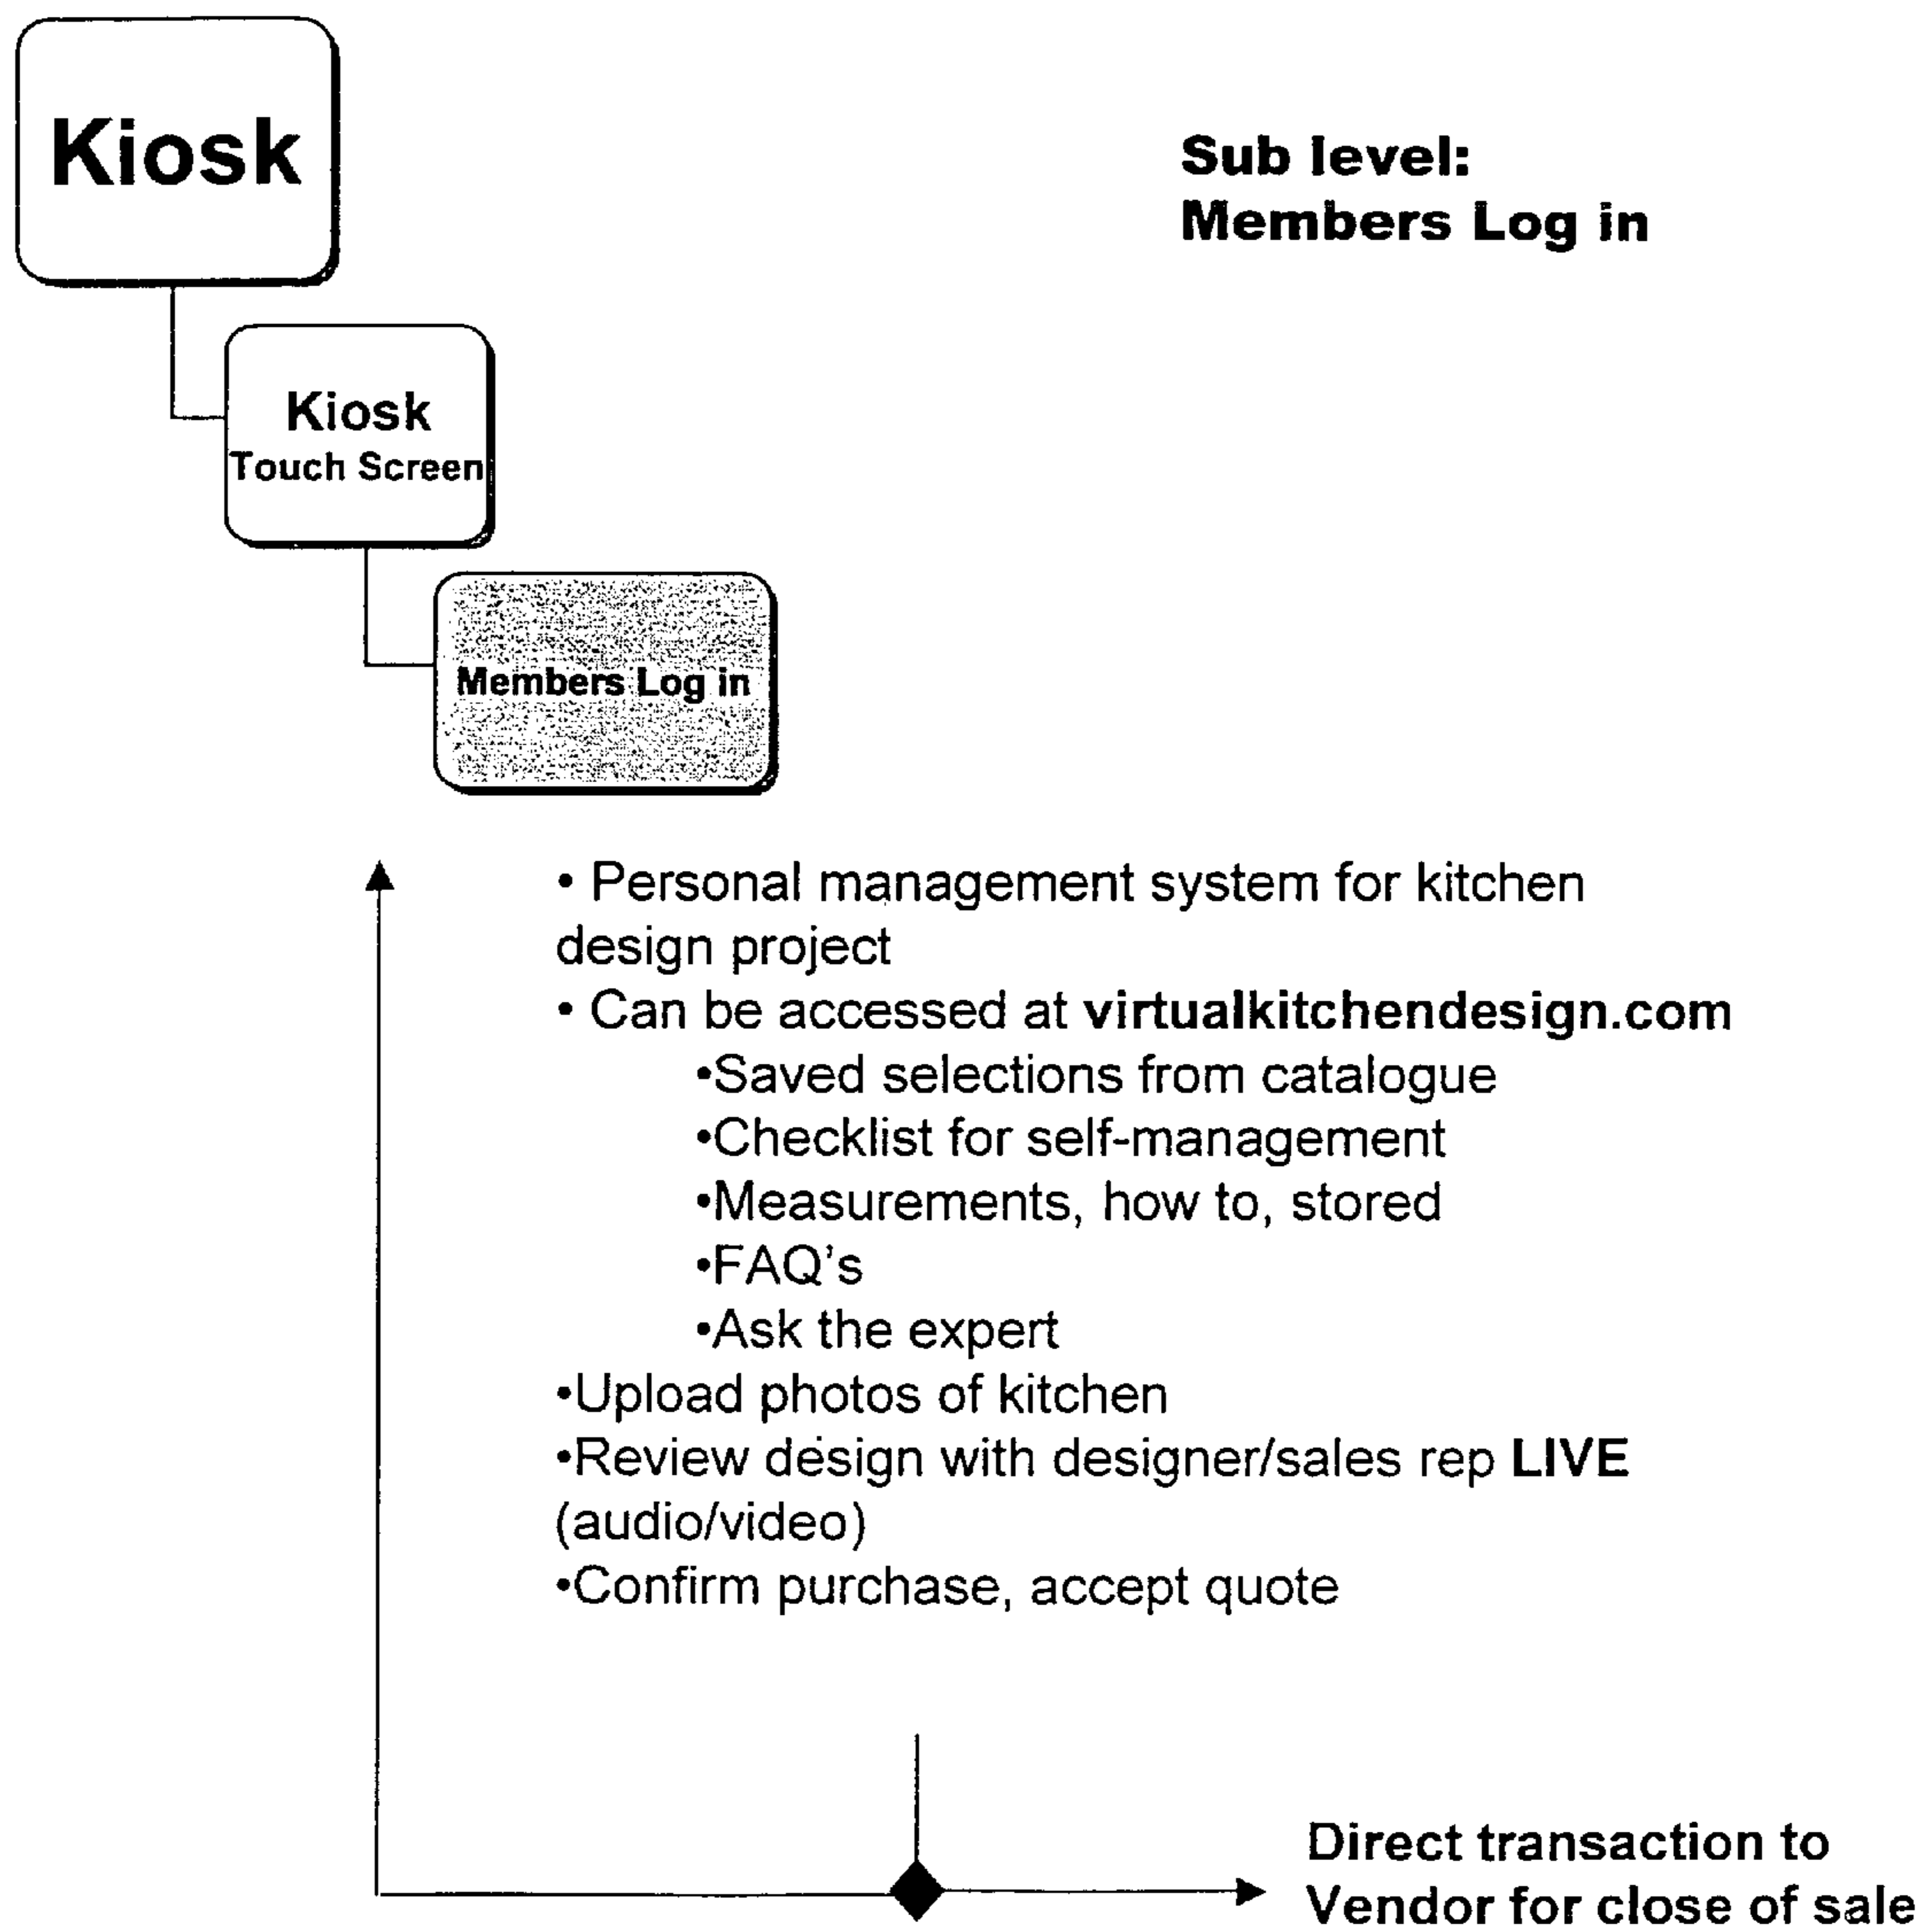 Kiosk
Sub level:
Members Log in
Kiosk
Touch Screen
Members Log in
• Personal management system for kitchen
design project
• Can be accessed at virtualkitchendesign.com
•Saved selections from catalogue
•Checklist for self-management
•Measurements, how to, stored
•FAQ's
•Ask the expert
•Upload photos of kitchen
•Review design with designer/sales rep LIVE
(audio/video)
•Confirm purchase, accept quote
Direct transaction to
Vendor for close of sale